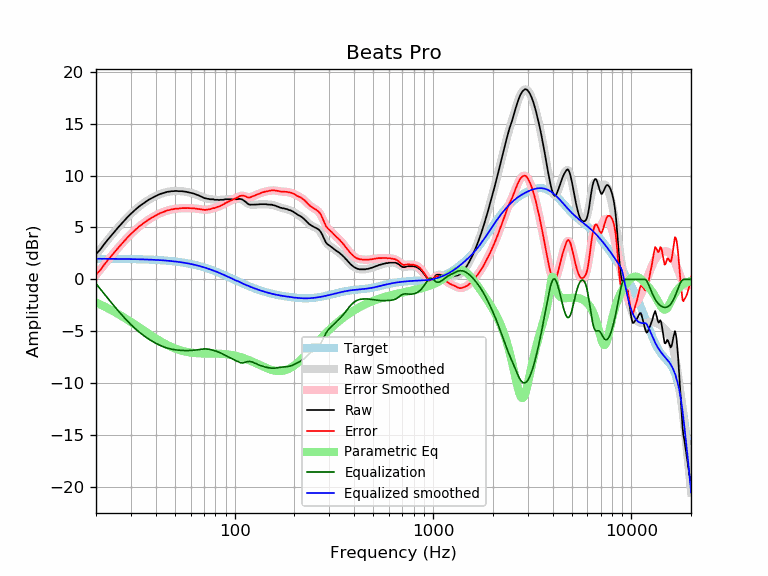 Beats Pro
Amplitude (dBr)
20
15
10
5
0
−5
−10
−15
−20
Target
Raw Smoothed
Error Smoothed
Raw
Error
Parametric Eq
Equalization
Equalized smoothed
100
1000
10000
Frequency (Hz)